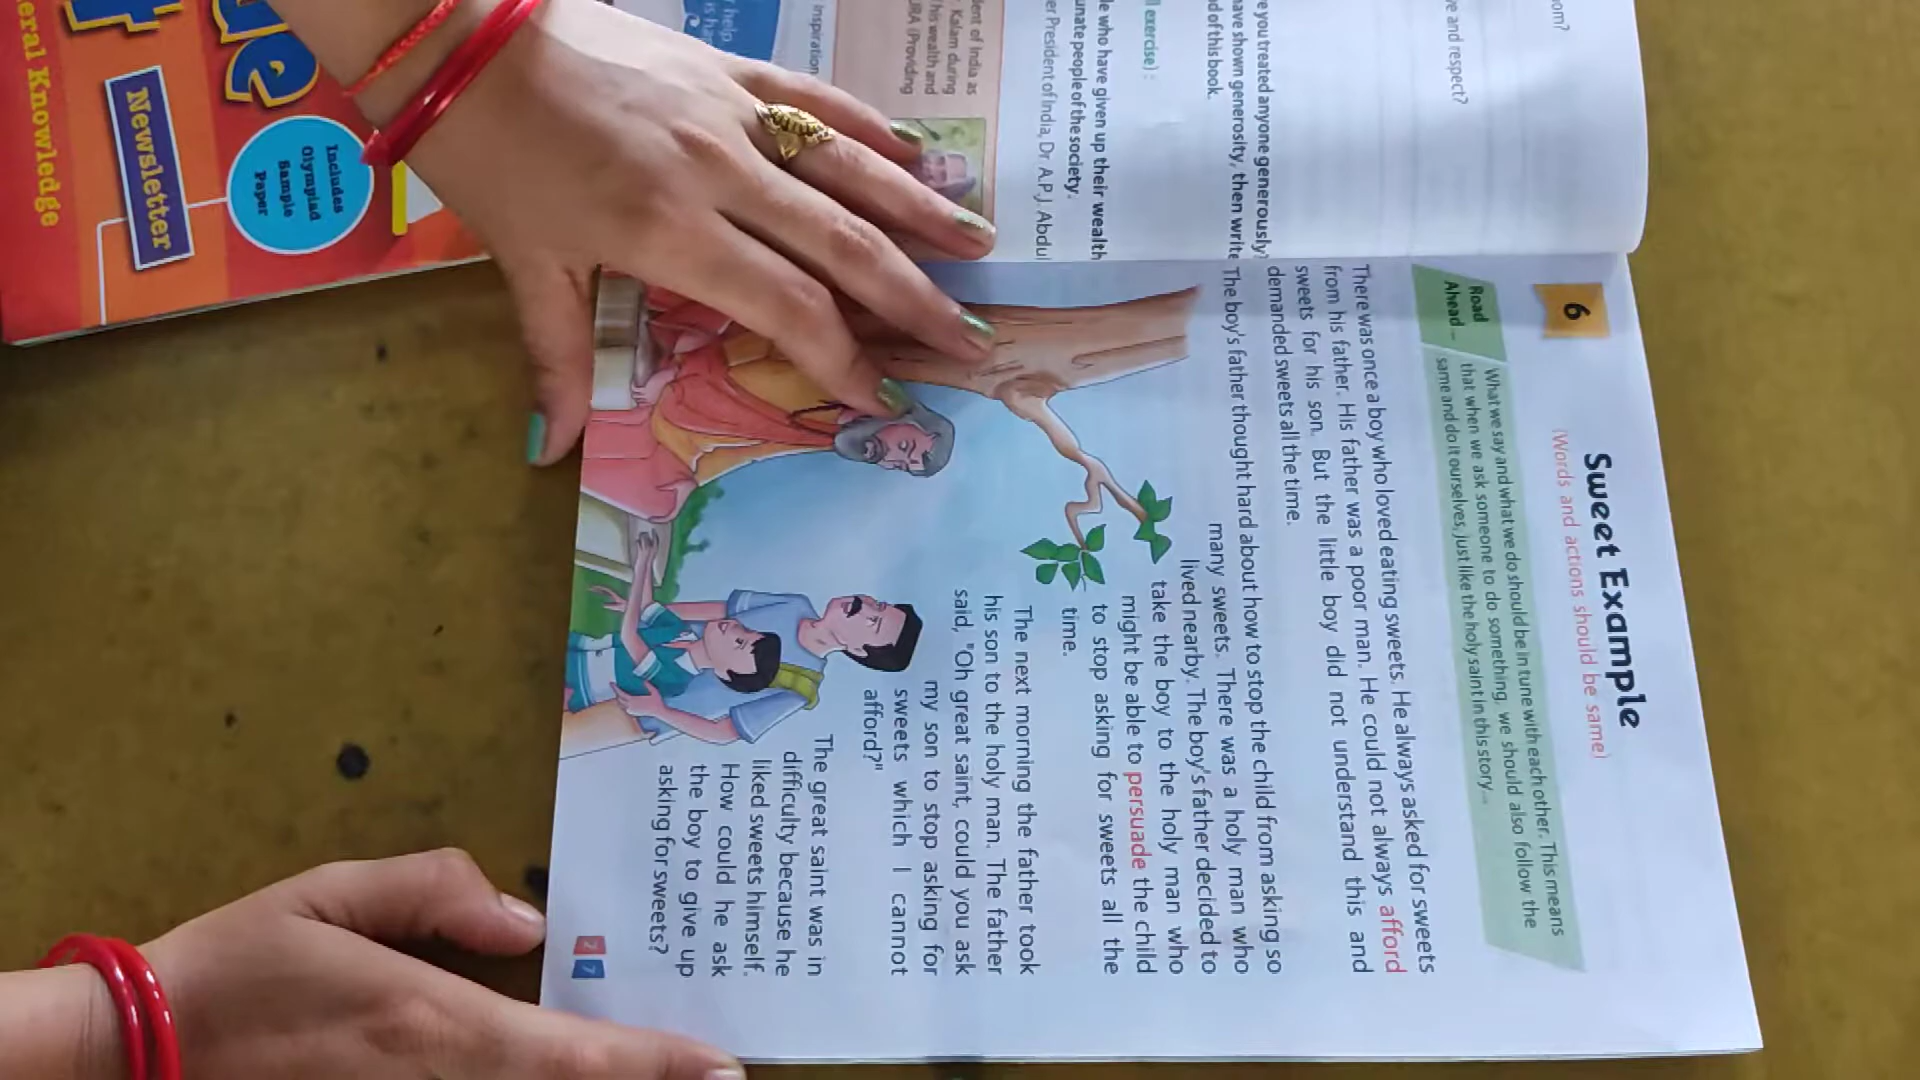 eral Knowledge
Newsletter
Includes
Olympiad
Sample
Paper
help
inspiration
dent of India as
Kalam during
his wealth and
URA (Providing
er President of India, Dr. A.P.J. Abdul
unate people of the society.
le who have given up their wealth
l exercise) :
d of this book.
have shown generosity, then write
re you treated anyone generously?
ve and respect?
om?
6
Sweet Example
(Words and actions should be same)
Road
Ahead –
What we say and what we do should be in tune with each other. This means
that when we ask someone to do something, we should also follow the
same and do it ourselves, just like the holy saint in this story...
There was once a boy who loved eating sweets. He always asked for sweets
from his father. His father was a poor man. He could not always afford
sweets for his son. But the little boy did not understand this and
demanded sweets all the time.
The boy's father thought hard about how to stop the child from asking so
many sweets. There was a holy man who
lived nearby. The boy's father decided to
take the boy to the holy man who
might be able to persuade the child
to stop asking for sweets all the
time.
The next morning the father took
his son to the holy man. The father
said, "Oh great saint, could you ask
my son to stop asking for
sweets which I cannot
afford?"
The great saint was in
difficulty because he
liked sweets himself.
How could he ask
the boy to give up
asking for sweets?
27